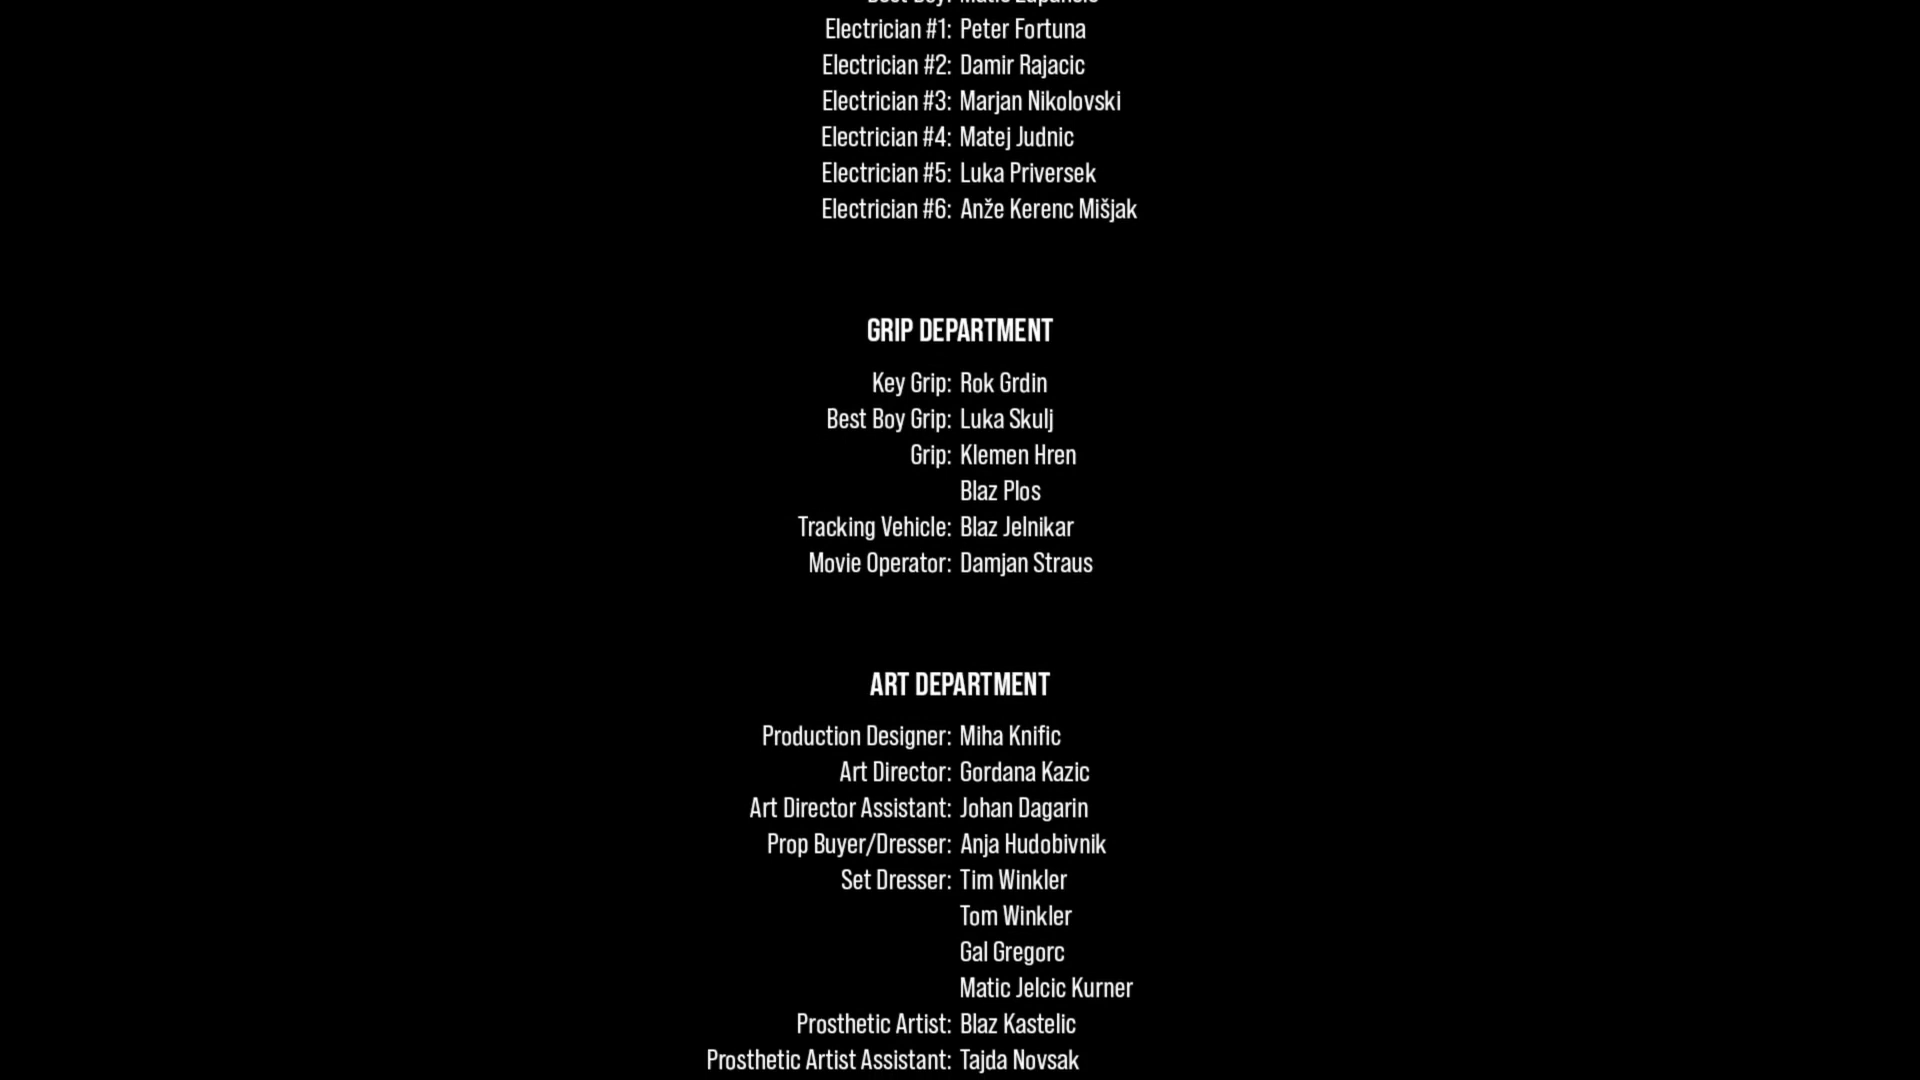 Electrician #1: Peter Fortuna
Electrician #2: Damir Rajacic
Electrician #3: Marjan Nikolovski
Electrician #4: Matej Judnic
Electrician #5: Luka Priversek
Electrician #6: Anže Kerenc Mišjak
GRIP DEPARTMENT
Key Grip: Rok Grdin
Best Boy Grip: Luka Skulj
Grip: Klemen Hren
Blaz Plos
Tracking Vehicle: Blaz Jelnikar
Movie Operator: Damjan Straus
ART DEPARTMENT
Production Designer: Miha Knific
Art Director: Gordana Kazic
Art Director Assistant: Johan Dagarin
Prop Buyer/Dresser: Anja Hudobivnik
Set Dresser: Tim Winkler
Tom Winkler
Gal Gregorc
Matic Jelcic Kurner
Prosthetic Artist: Blaz Kastelic
Prosthetic Artist Assistant: Tajda Novsak